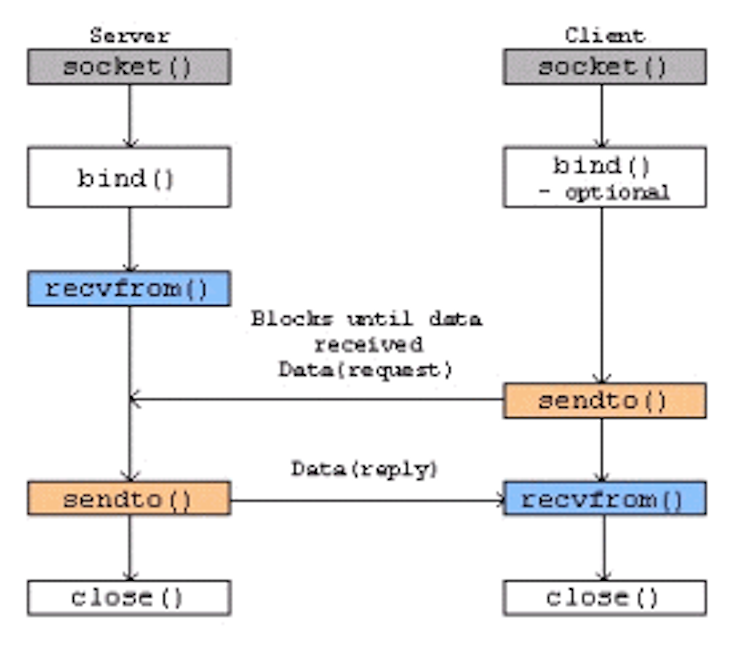 Server
socket()
bind()
recvfrom()
sendto()
close()
Client
socket()
bind()
- optional
sendto()
recvfrom()
close()
Blocks until data
received
Data(request)
Data(reply)